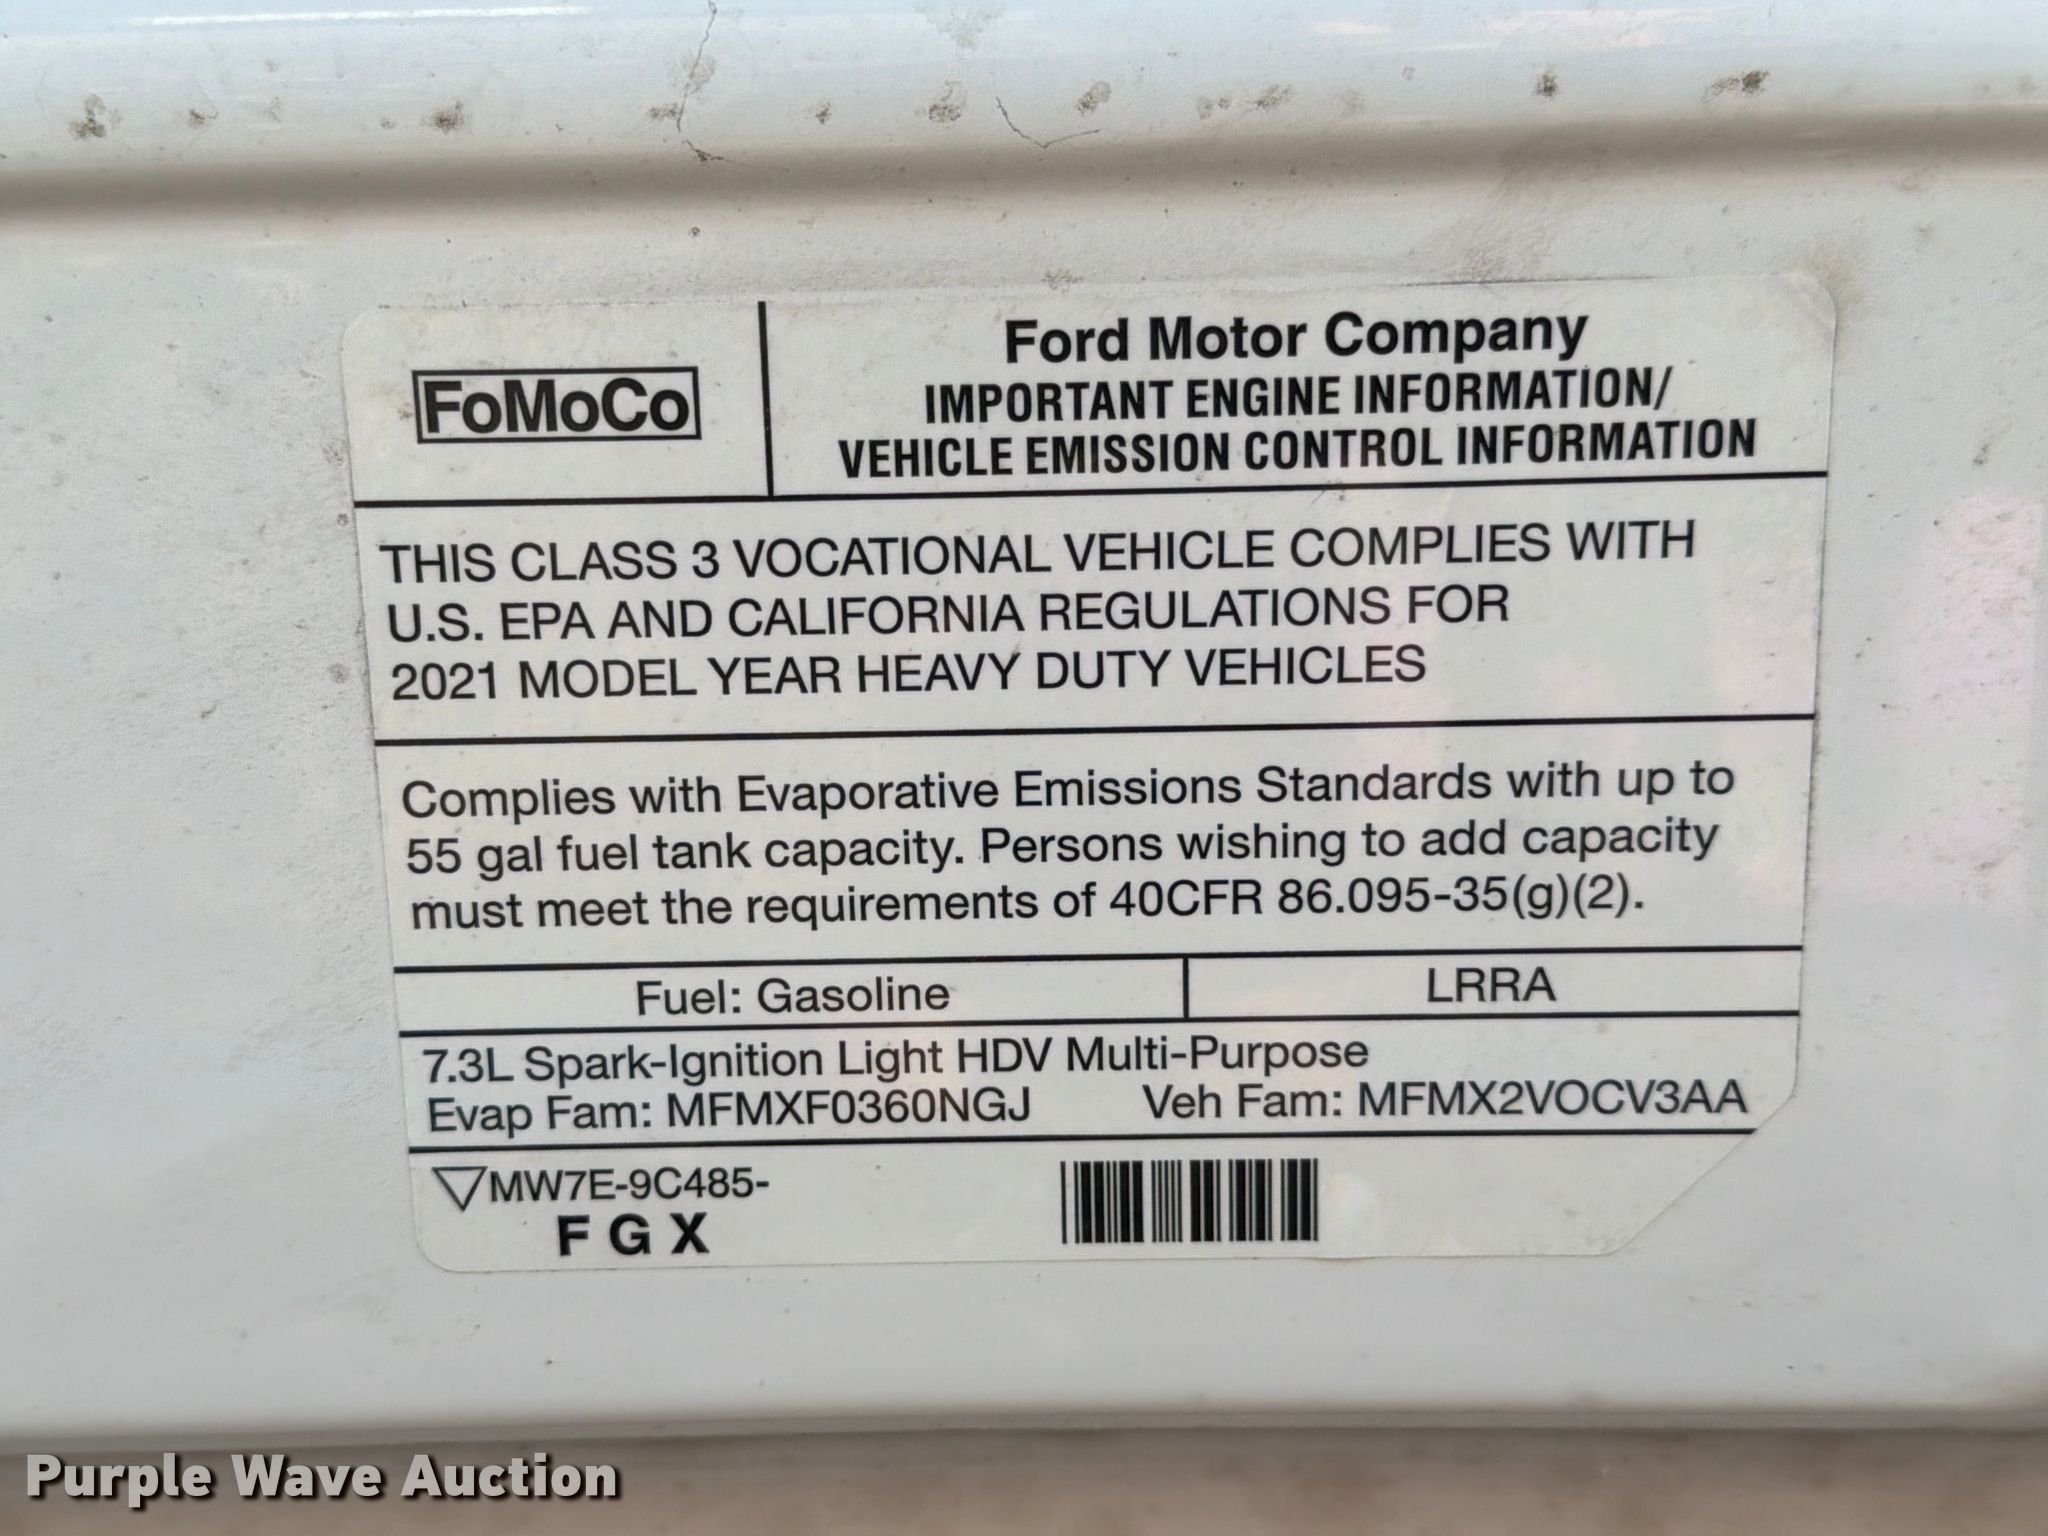 FoMoCo
Ford Motor Company
IMPORTANT ENGINE INFORMATION/
VEHICLE EMISSION CONTROL INFORMATION
THIS CLASS 3 VOCATIONAL VEHICLE COMPLIES WITH
U.S. EPA AND CALIFORNIA REGULATIONS FOR
2021 MODEL YEAR HEAVY DUTY VEHICLES
Complies with Evaporative Emissions Standards with up to
55 gal fuel tank capacity. Persons wishing to add capacity
must meet the requirements of 40CFR 86.095-35(g)(2).
Fuel: Gasoline LRRA
7.3L Spark-Ignition Light HDV Multi-Purpose
Evap Fam: MFMXF0360NGJ Veh Fam: MFMX2VOCV3AA
MW7E-9C485-
F G X
Purple Wave Auction